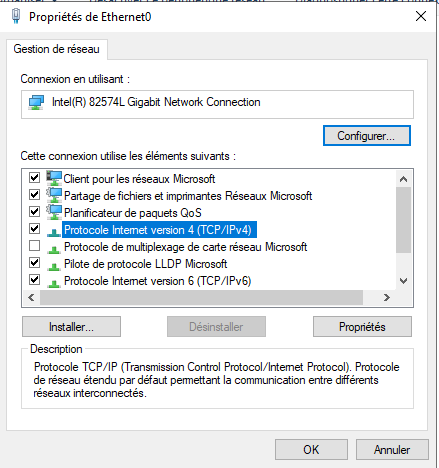 Propriétés de Ethernet0
Gestion de réseau
Connexion en utilisant :
Intel(R) 82574L Gigabit Network Connection
Configurer...
Cette connexion utilise les éléments suivants :
Client pour les réseaux Microsoft
Partage de fichiers et imprimantes Réseaux Microsoft
Planificateur de paquets QoS
Protocole Internet version 4 (TCP/IPv4)
Protocole de multiplexage de carte réseau Microsoft
Pilote de protocole LLDP Microsoft
Protocole Internet version 6 (TCP/IPv6)
Installer... Désinstaller Propriétés
Description
Protocole TCP/IP (Transmission Control Protocol/Internet Protocol). Protocole
de réseau étendu par défaut permettant la communication entre différents
réseaux interconnectés.
OK Annuler